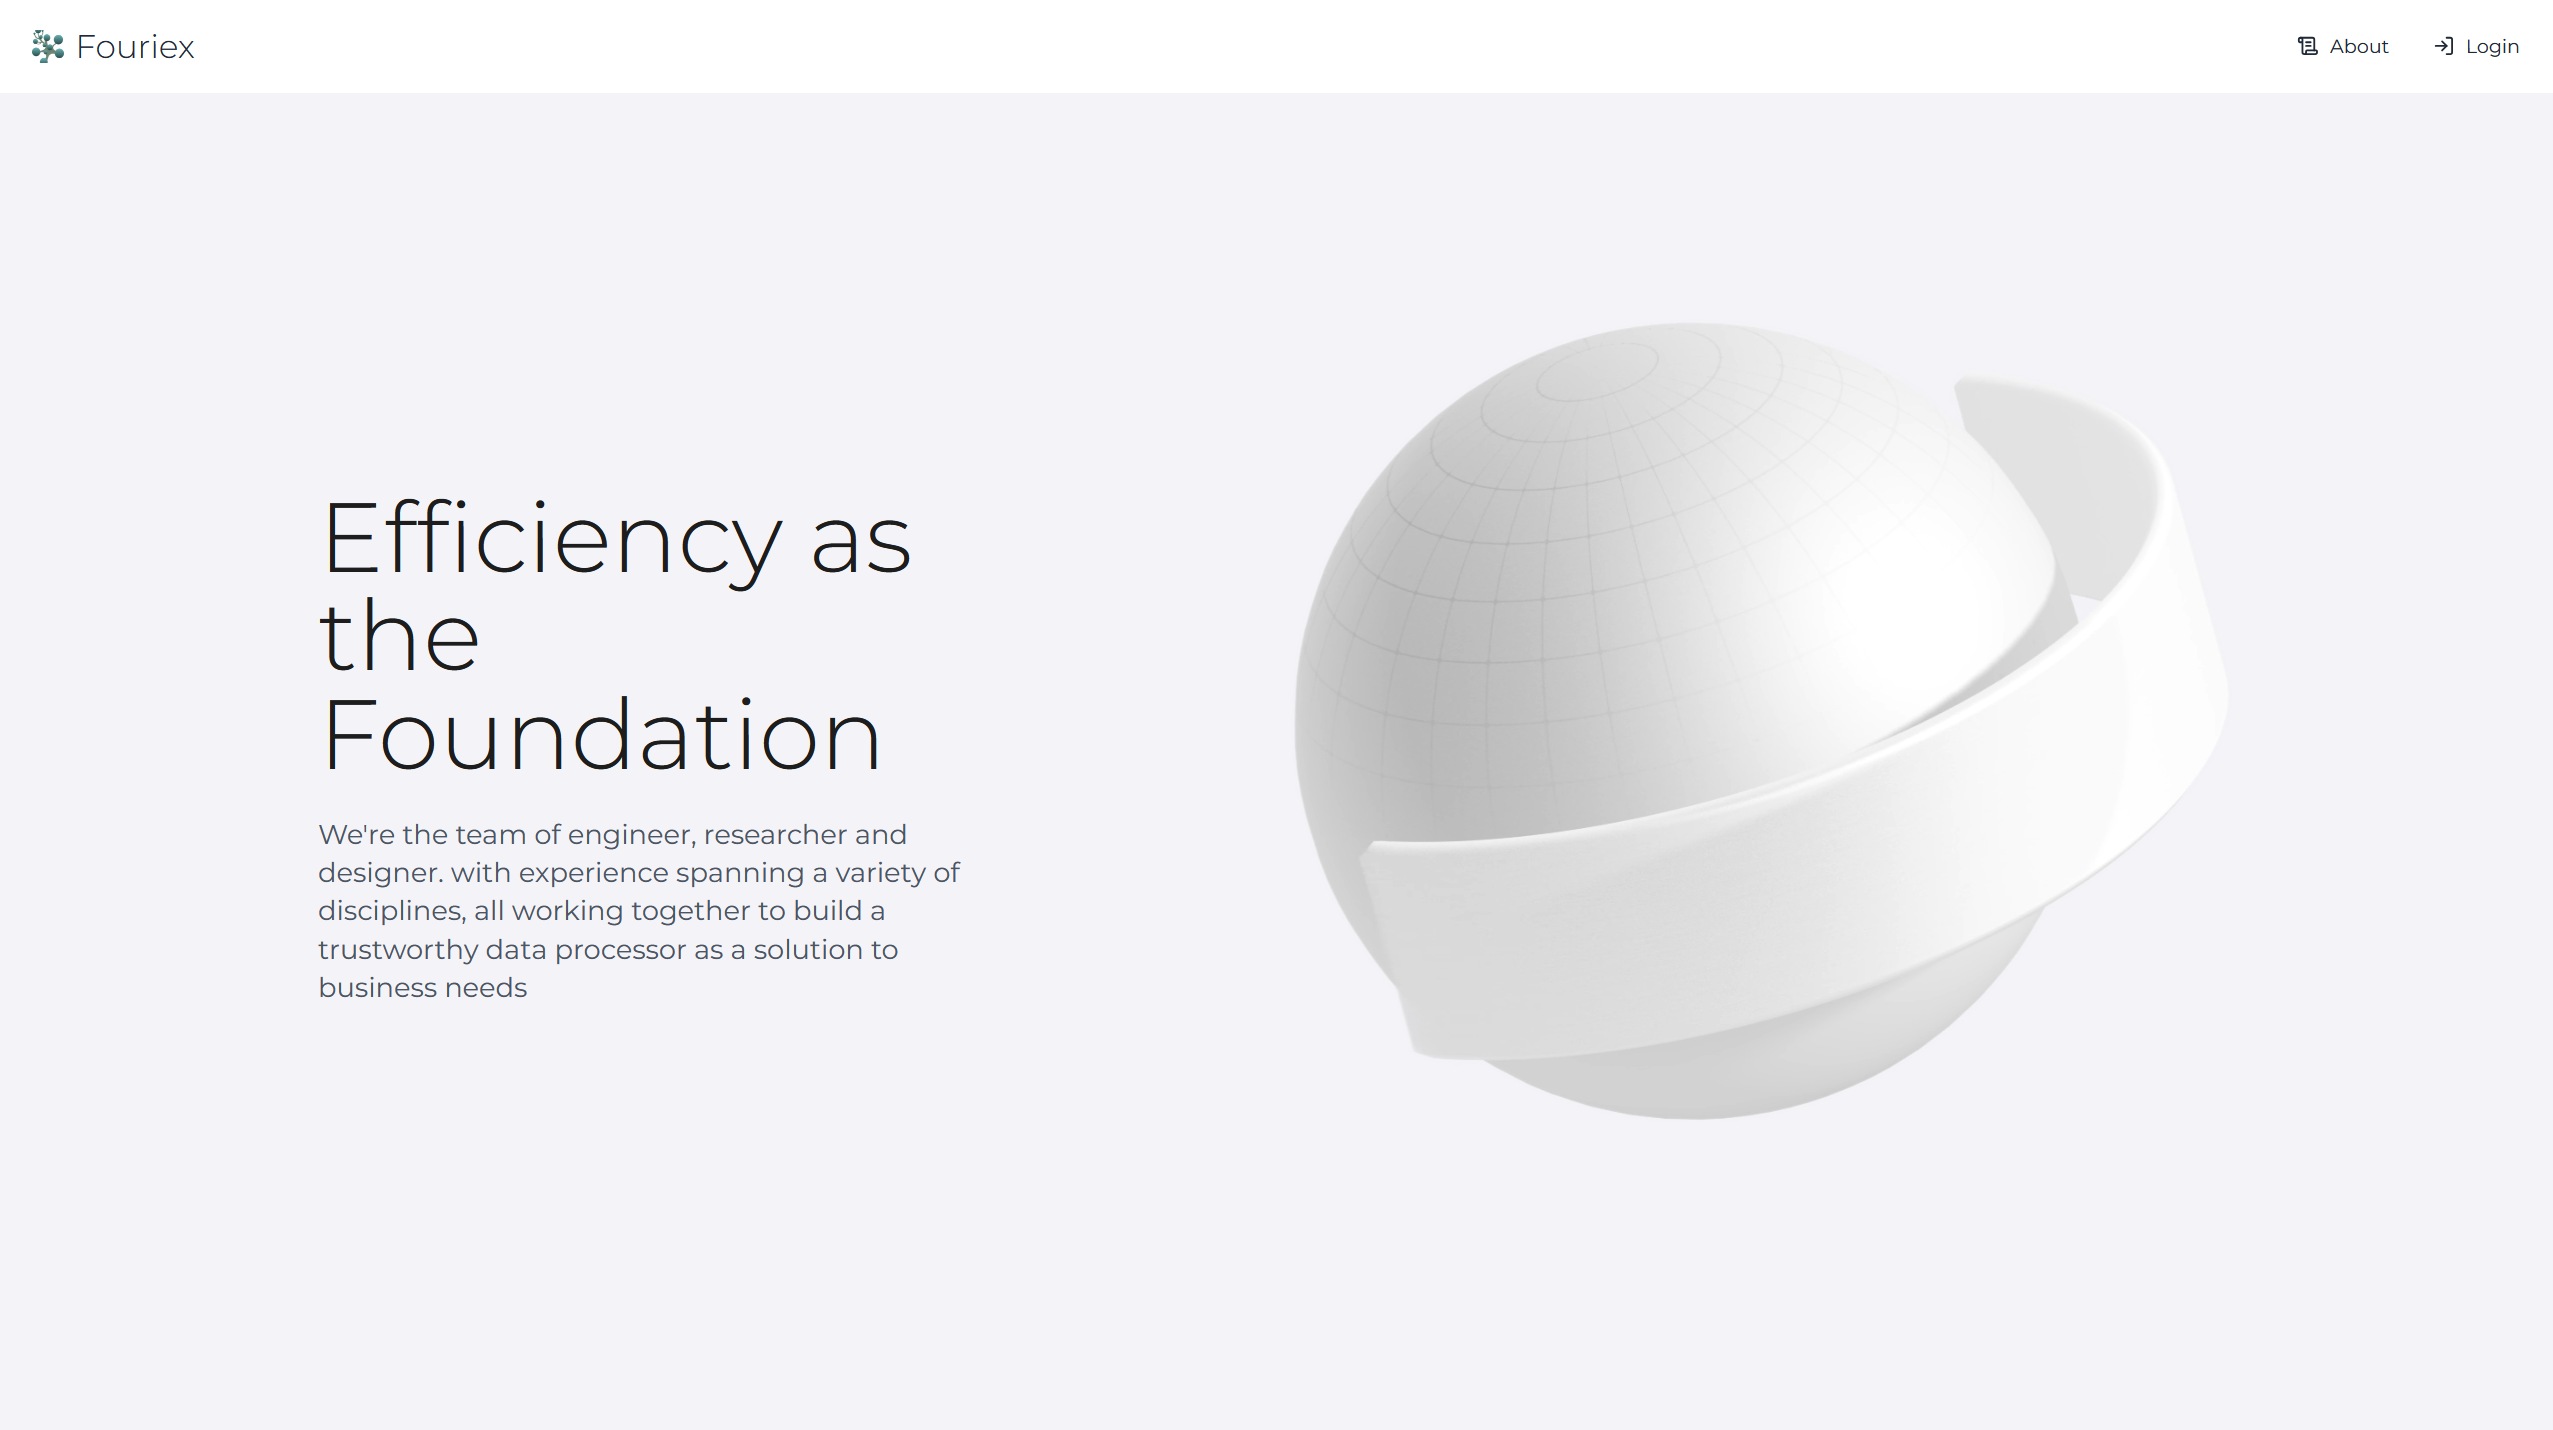 Fouriex
About
Login
Efficiency as
the
Foundation
We're the team of engineer, researcher and
designer. with experience spanning a variety of
disciplines, all working together to build a
trustworthy data processor as a solution to
business needs